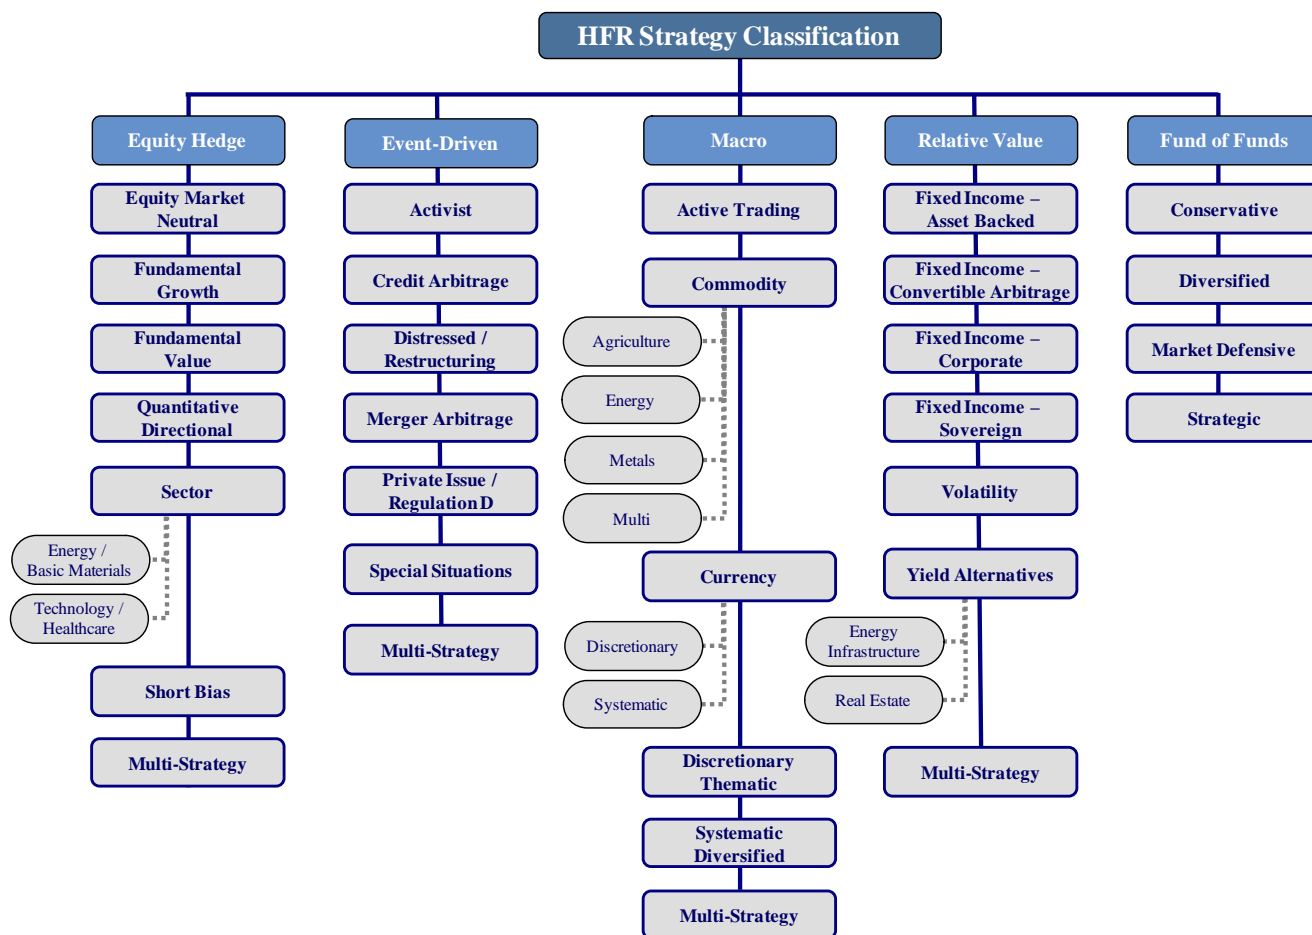 HFR Strategy Classification
Equity Hedge
Equity Market
Neutral
Fundamental
Growth
Fundamental
Value
Quantitative
Directional
Sector
Energy /
Basic Materials
Technology /
Healthcare
Short Bias
Multi-Strategy
Event-Driven
Activist
Credit Arbitrage
Distressed /
Restructuring
Merger Arbitrage
Private Issue /
Regulation D
Special Situations
Multi-Strategy
Macro
Active Trading
Commodity
Agriculture
Energy
Metals
Multi
Currency
Discretionary
Systematic
Discretionary
Thematic
Systematic
Diversified
Multi-Strategy
Relative Value
Fixed Income –
Asset Backed
Fixed Income –
Convertible Arbitrage
Fixed Income –
Corporate
Fixed Income –
Sovereign
Volatility
Yield Alternatives
Energy
Infrastructure
Real Estate
Multi-Strategy
Fund of Funds
Conservative
Diversified
Market Defensive
Strategic